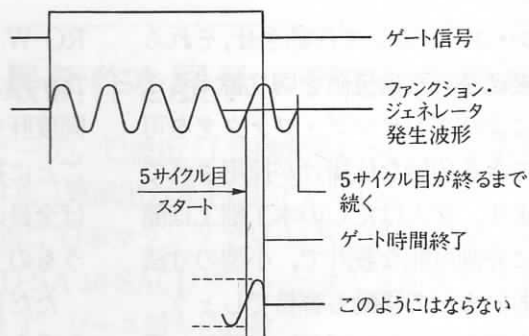 ゲート信号
ファンクション・
ジェネレータ
発生波形
5サイクル目
スタート
5サイクル目が終るまで
続く
ゲート時間終了
このようにはならない